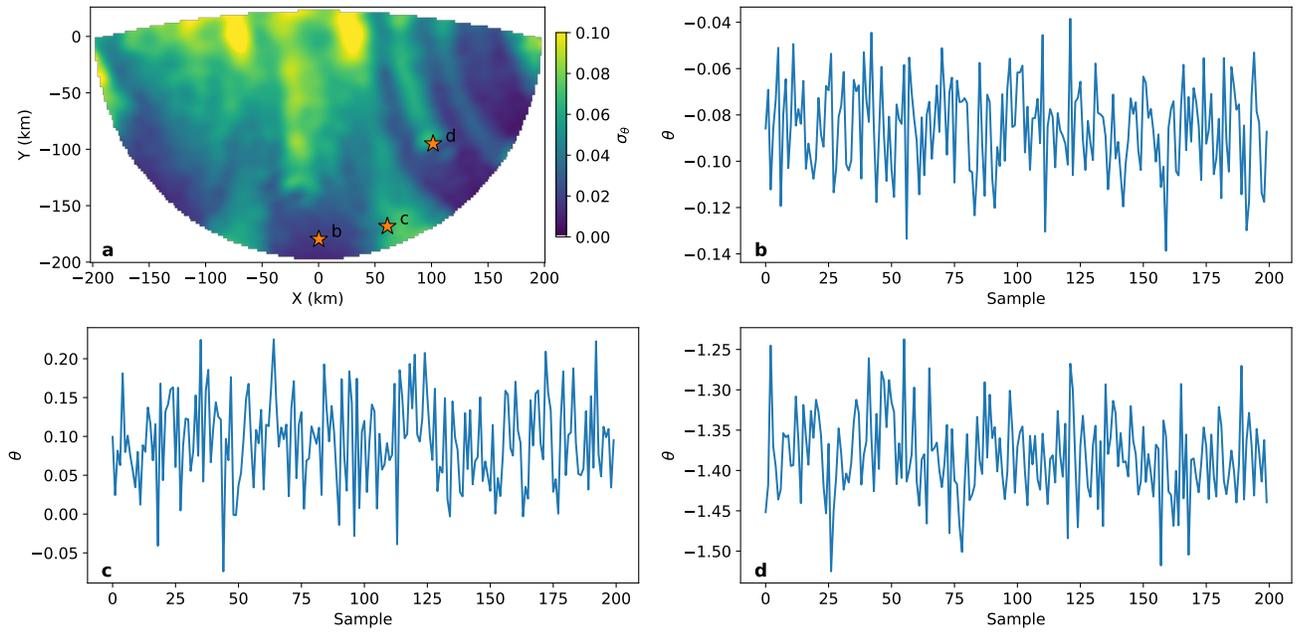 0
−50
−100
−150
−200
Y (km)
−200 −150 −100 −50 0 50 100 150 200
X (km)
a
b
c
d
0.10
0.08
0.06
0.04
0.02
0.00
σθ
−0.04
−0.06
−0.08
−0.10
−0.12
−0.14
θ
b
0 25 50 75 100 125 150 175 200
Sample
0.20
0.15
0.10
0.05
0.00
−0.05
θ
c
0 25 50 75 100 125 150 175 200
Sample
−1.25
−1.30
−1.35
−1.40
−1.45
−1.50
θ
d
0 25 50 75 100 125 150 175 200
Sample